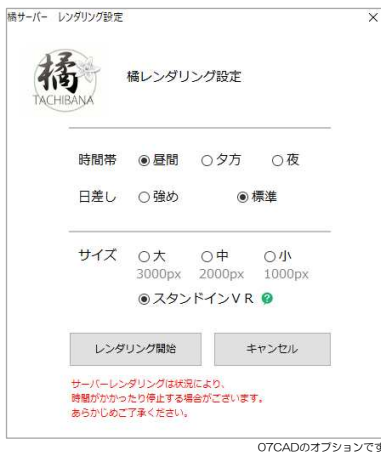 橘サーバー レンダリング設定 ×
橘
TACHIBANA
橘レンダリング設定
時間帯 昼間 夕方 夜
日差し 強め 標準
サイズ 大 中 小
3000px 2000px 1000px
スタンドインVR ?
レンダリング開始 キャンセル
サーバーレンダリングは状況により、
時間がかかったり停止する場合がございます。
あらかじめご了承ください。
O7CADのオプションです